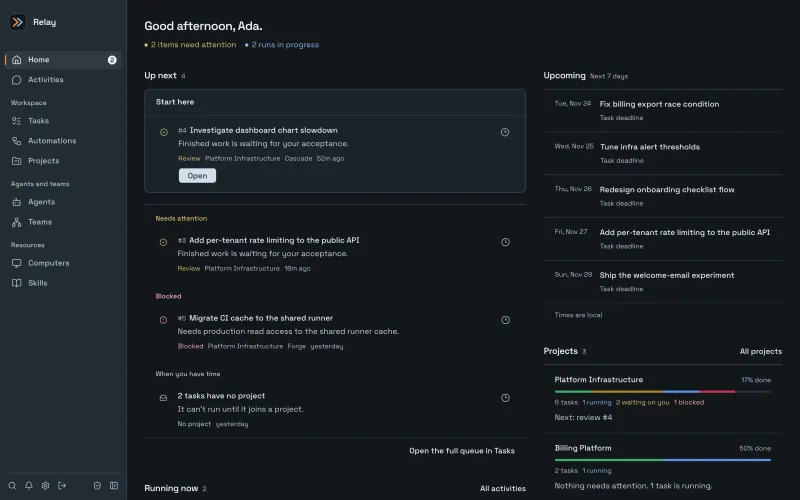 Relay
Home 2
Activities
Workspace
Tasks
Automations
Projects
Agents and teams
Agents
Teams
Resources
Computers
Skills
Good afternoon, Ada.
2 items need attention 2 runs in progress
Up next 4
Start here
#4 Investigate dashboard chart slowdown
Finished work is waiting for your acceptance.
Review Platform Infrastructure Cascade 52m ago
Open
Needs attention
#3 Add per-tenant rate limiting to the public API
Finished work is waiting for your acceptance.
Review Platform Infrastructure 18m ago
Blocked
#5 Migrate CI cache to the shared runner
Needs production read access to the shared runner cache.
Blocked Platform Infrastructure Forge yesterday
When you have time
2 tasks have no project
It can't run until it joins a project.
No project yesterday
Open the full queue in Tasks
Running now 2
All activities
Upcoming Next 7 days
Tue, Nov 24 Fix billing export race condition
Task deadline
Wed, Nov 25 Tune infra alert thresholds
Task deadline
Thu, Nov 26 Redesign onboarding checklist flow
Task deadline
Fri, Nov 27 Add per-tenant rate limiting to the public API
Task deadline
Sun, Nov 29 Ship the welcome-email experiment
Task deadline
Times are local
Projects 3
All projects
Platform Infrastructure 17% done
6 tasks 1 running 2 waiting on you 1 blocked
Next: review #4
Billing Platform 50% done
2 tasks 1 running
Nothing needs attention. 1 task is running.